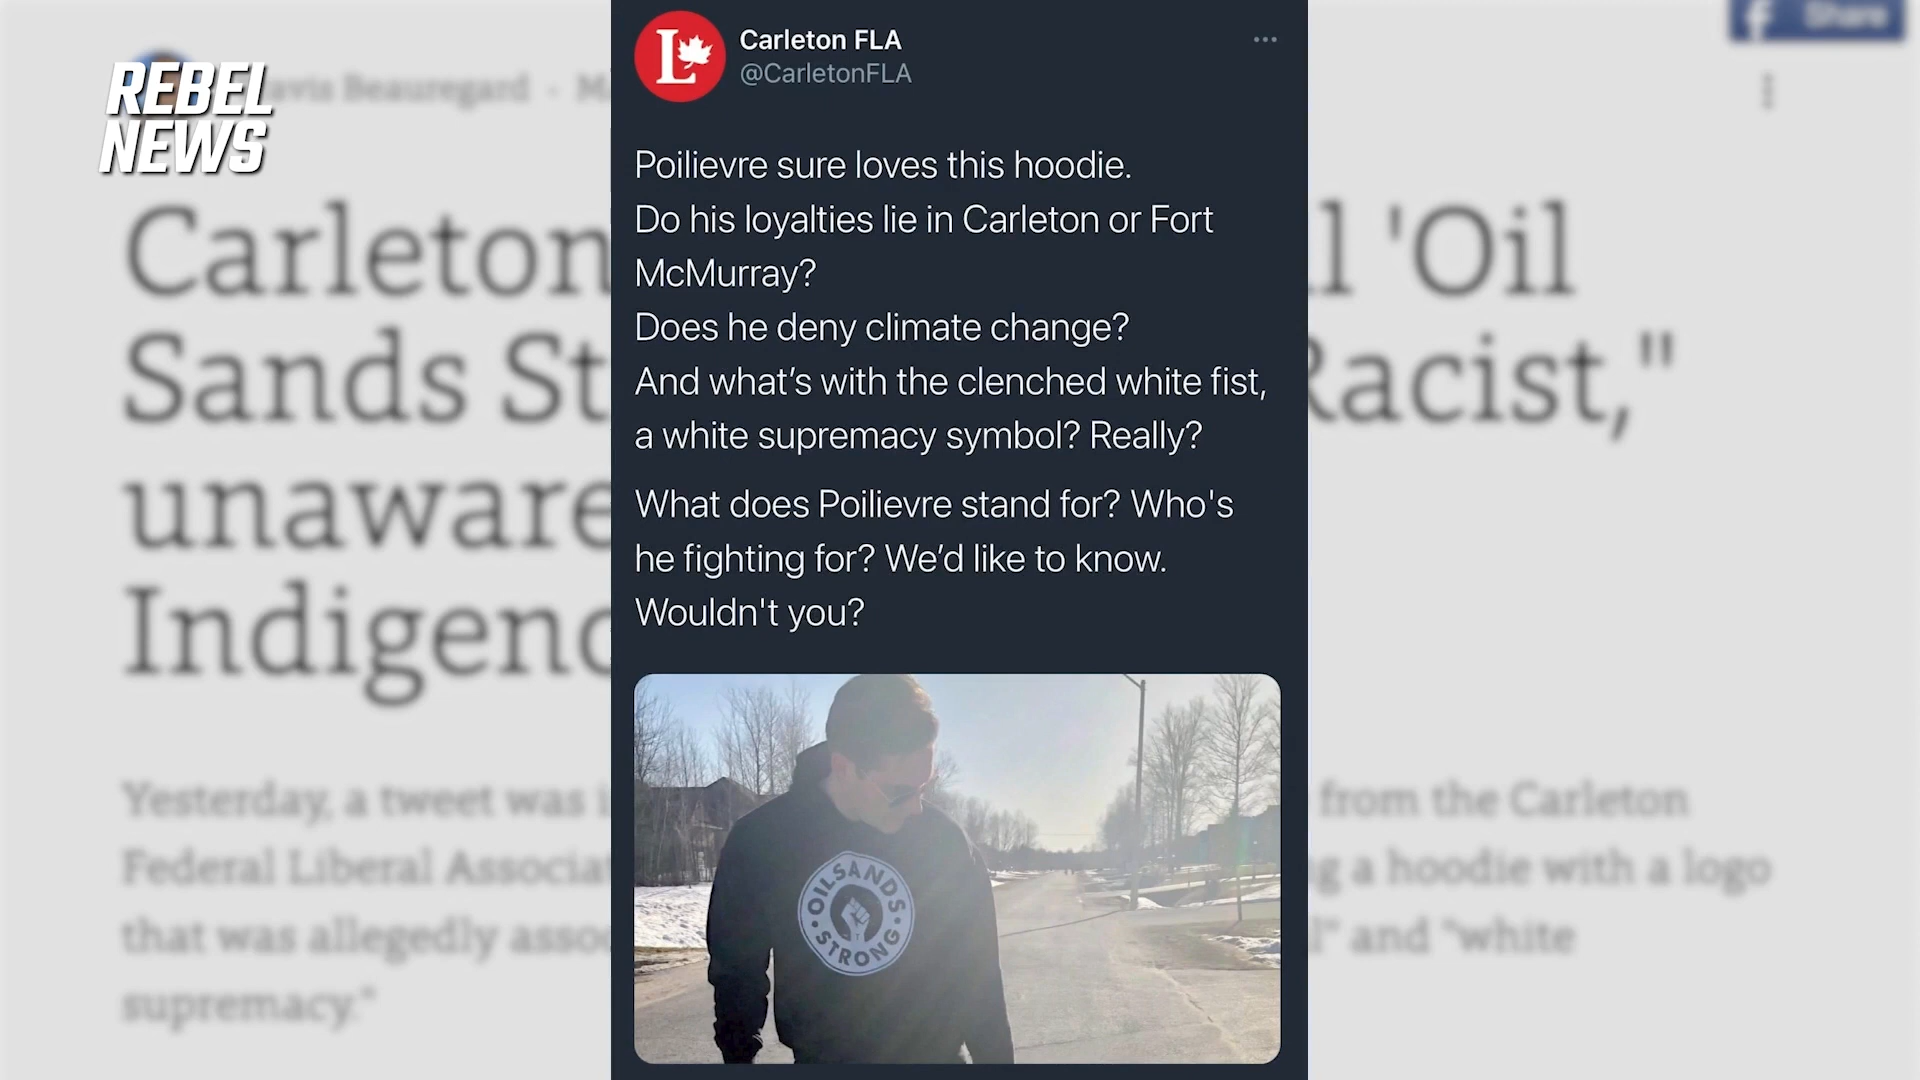 Share
REBEL
NEWS
avis Beauregard
Carleton
l 'Oil
Sands St
Racist,"
unaware
Indigeno
Yesterday, a tweet was i
from the Carleton
Federal Liberal Associat
g a hoodie with a logo
that was allegedly asso
l" and "white
supremacy."
Carleton FLA
@CarletonFLA
Poilievre sure loves this hoodie.
Do his loyalties lie in Carleton or Fort
McMurray?
Does he deny climate change?
And what's with the clenched white fist,
a white supremacy symbol? Really?
What does Poilievre stand for? Who's
he fighting for? We'd like to know.
Wouldn't you?
OILSANDS
STRONG